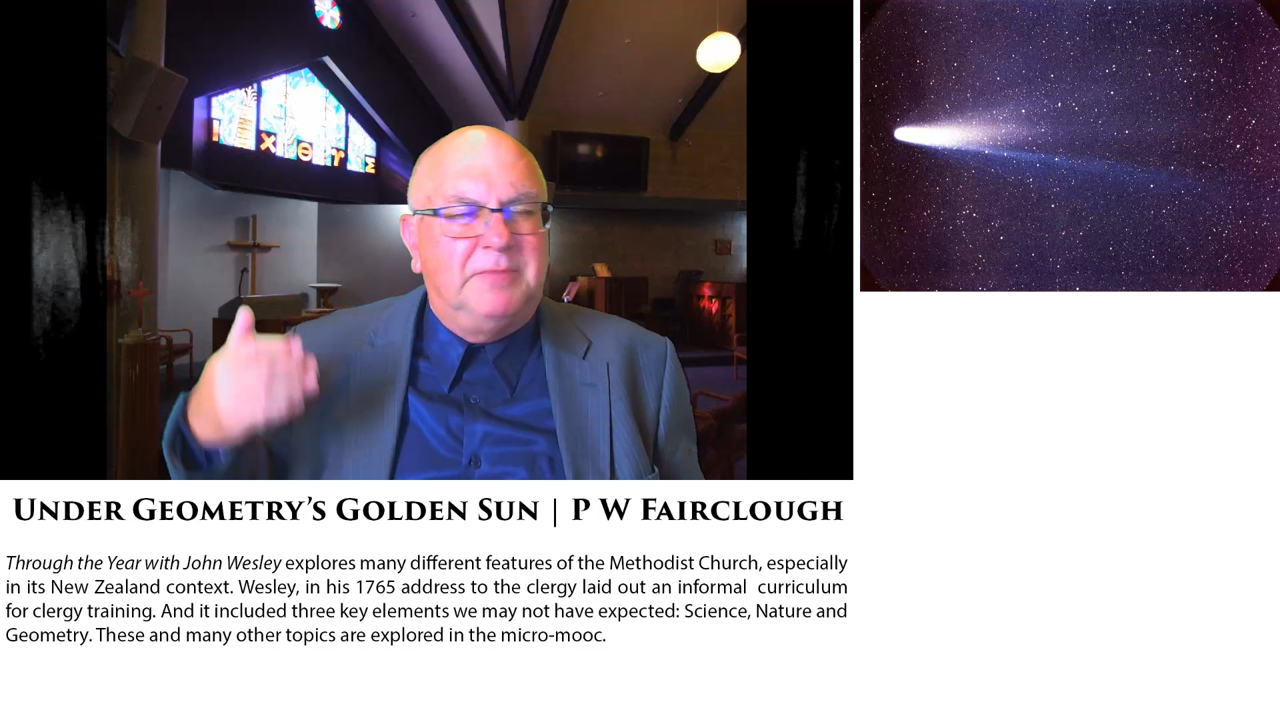 ΙΧΘΥΣ
UNDER GEOMETRY’S GOLDEN SUN | P W FAIRCLOUGH
Through the Year with John Wesley explores many different features of the Methodist Church, especially
in its New Zealand context. Wesley, in his 1765 address to the clergy laid out an informal curriculum
for clergy training. And it included three key elements we may not have expected: Science, Nature and
Geometry. These and many other topics are explored in the micro-mooc.